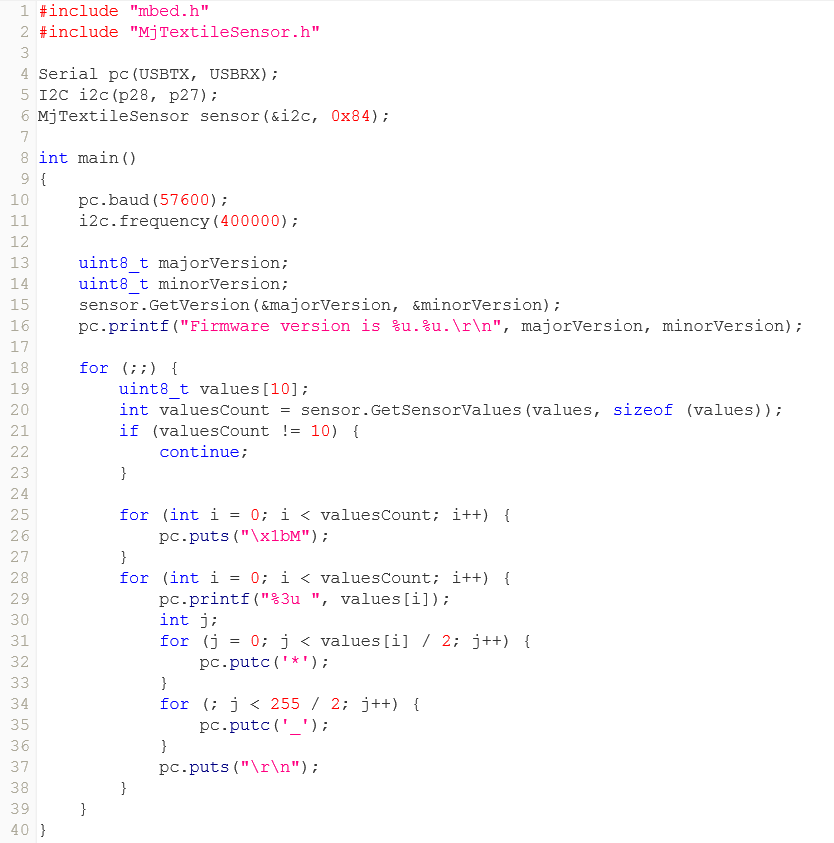 1 #include "mbed.h"
2 #include "MjTextileSensor.h"
3
4 Serial pc(USBTX, USBRX);
5 I2C i2c(p28, p27);
6 MjTextileSensor sensor(&i2c, 0x84);
7
8 int main()
9 {
10     pc.baud(57600);
11     i2c.frequency(400000);
12
13     uint8_t majorVersion;
14     uint8_t minorVersion;
15     sensor.GetVersion(&majorVersion, &minorVersion);
16     pc.printf("Firmware version is %u.%u.\r\n", majorVersion, minorVersion);
17
18     for (;;) {
19         uint8_t values[10];
20         int valuesCount = sensor.GetSensorValues(values, sizeof (values));
21         if (valuesCount != 10) {
22             continue;
23         }
24
25         for (int i = 0; i < valuesCount; i++) {
26             pc.puts("\x1bM");
27         }
28         for (int i = 0; i < valuesCount; i++) {
29             pc.printf("%3u ", values[i]);
30             int j;
31             for (j = 0; j < values[i] / 2; j++) {
32                 pc.putc('*');
33             }
34             for (; j < 255 / 2; j++) {
35                 pc.putc('_');
36             }
37             pc.puts("\r\n");
38         }
39     }
40 }